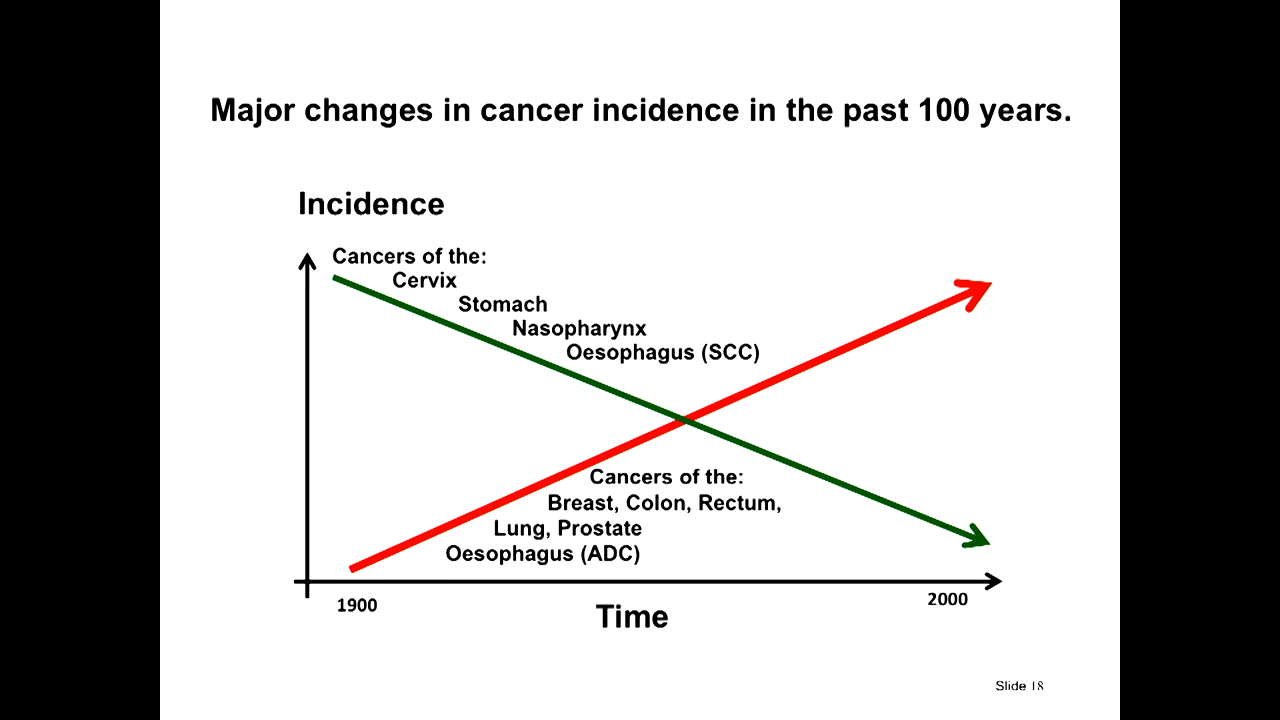 Major changes in cancer incidence in the past 100 years.
Incidence
Cancers of the:
Cervix
Stomach
Nasopharynx
Oesophagus (SCC)
Cancers of the:
Breast, Colon, Rectum,
Lung, Prostate
Oesophagus (ADC)
1900
2000
Time
Slide 18